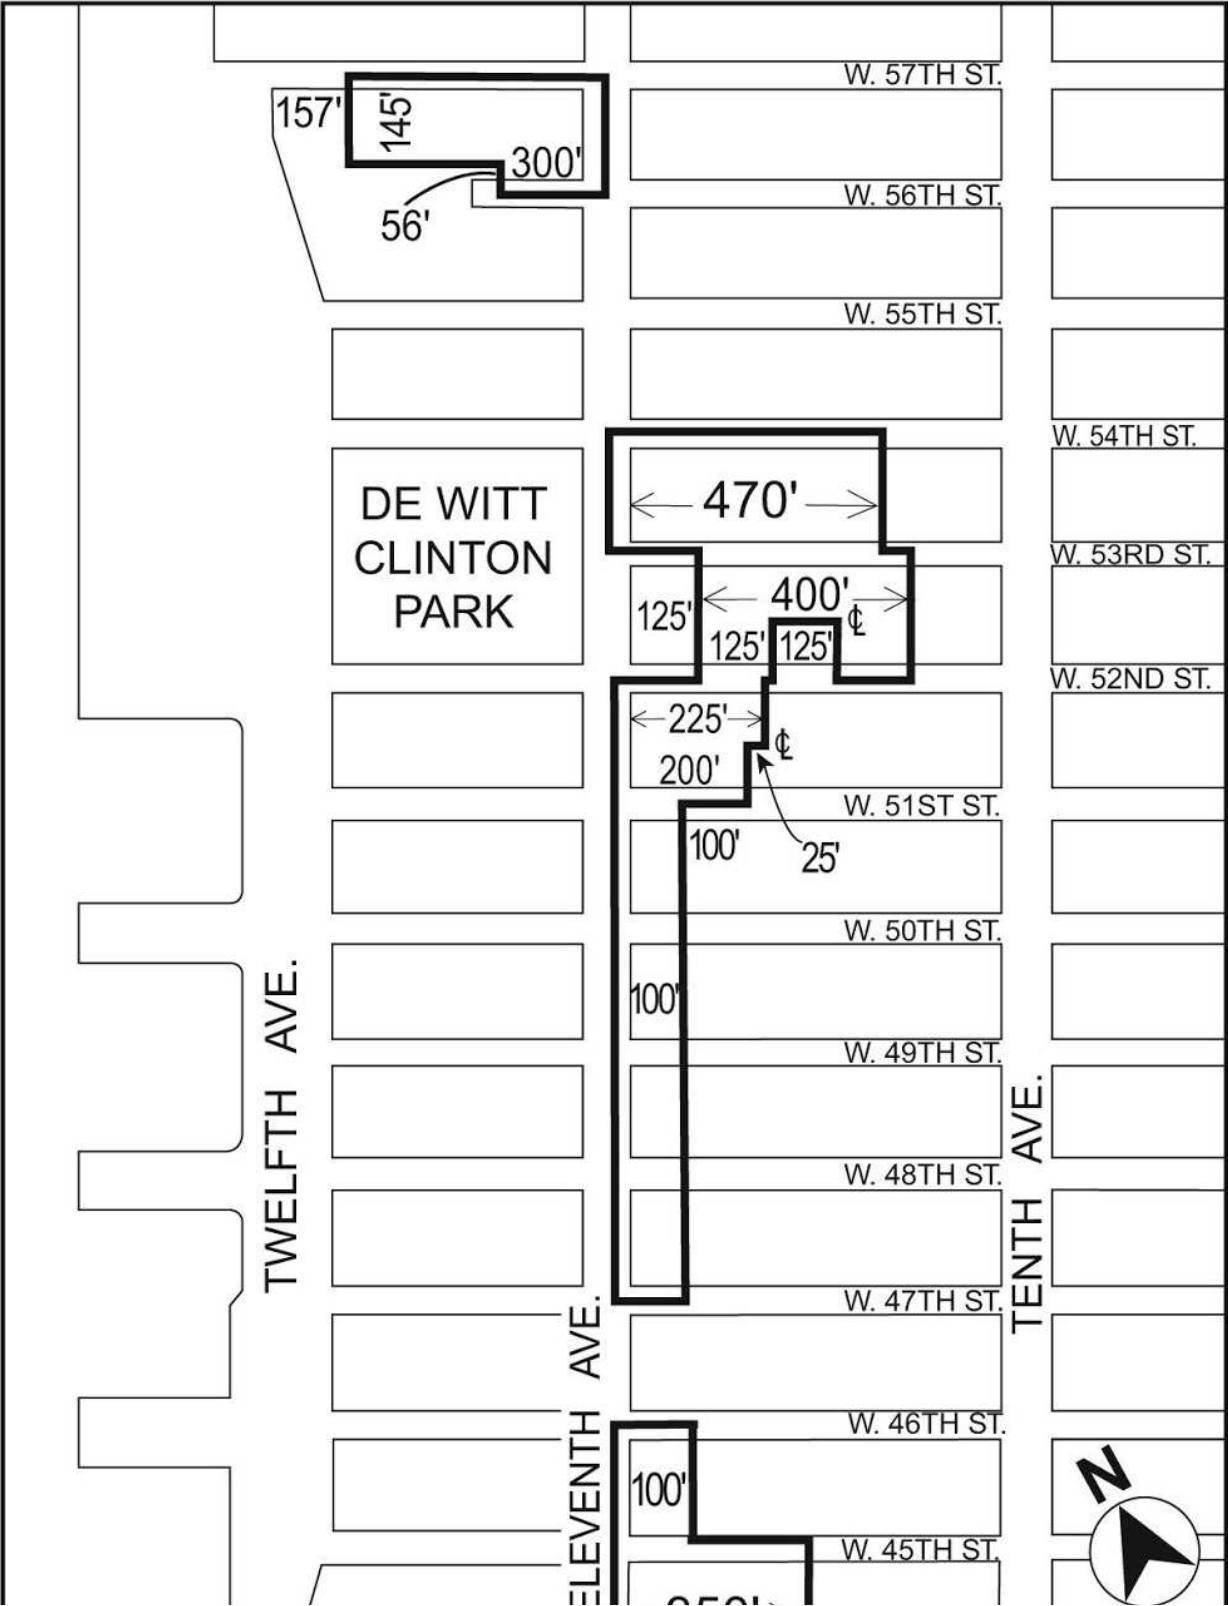 W. 57TH ST.
157'
145'
300'
W. 56TH ST.
56'
W. 55TH ST.
W. 54TH ST.
DE WITT
CLINTON
PARK
470'
W. 53RD ST.
400'
125'
125'
125'
℄
W. 52ND ST.
225'
℄
200'
W. 51ST ST.
100'
25'
W. 50TH ST.
100'
W. 49TH ST.
TWELFTH AVE.
TENTH AVE.
W. 48TH ST.
W. 47TH ST.
ELEVENTH AVE.
W. 46TH ST.
N
100'
W. 45TH ST.